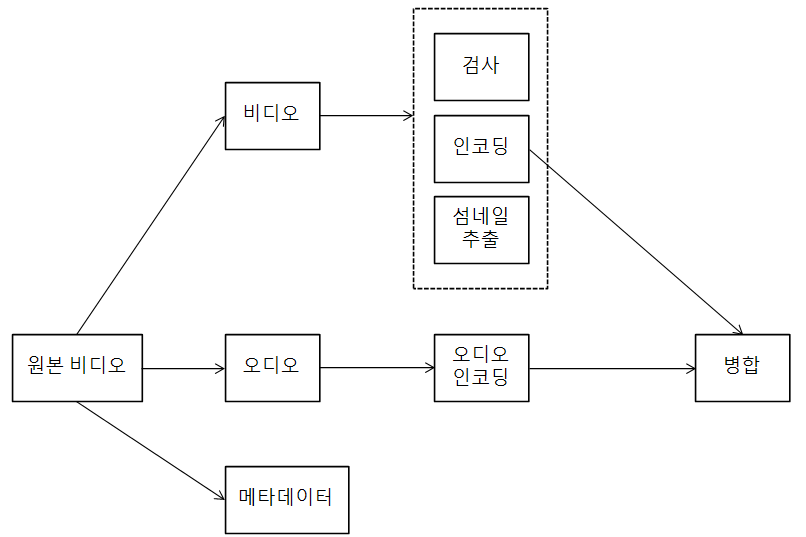 검사
비디오
인코딩
섬네일
추출
원본 비디오
오디오
오디오
인코딩
병합
메타데이터